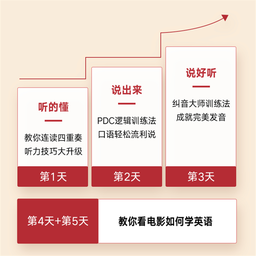 听的懂
教你连读四重奏
听力技巧大升级
第1天
说出来
PDC逻辑训练法
口语轻松流利说
第2天
说好听
纠音大师训练法
成就完美发音
第3天
第4天+第5天
教你看电影如何学英语